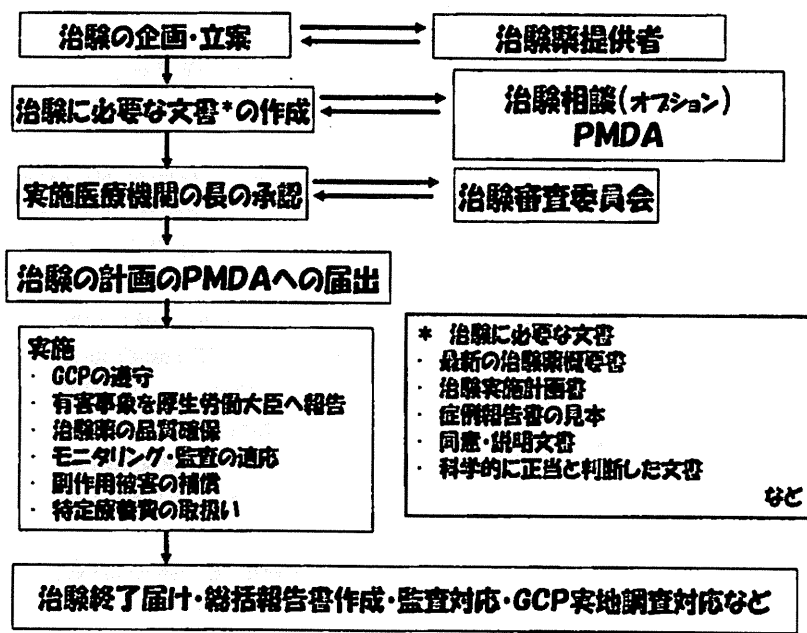 治験の企画・立案
治験薬提供者
治験に必要な文書*の作成
治験相談(オプション)
PMDA
実施医療機関の長の承認
治験審査委員会
治験の計画のPMDAへの届出
実施
・ GCPの遵守
・ 有害事象を厚生労働大臣へ報告
・ 治験薬の品質確保
・ モニタリング・監査の適応
・ 副作用被害の補償
・ 特定療養費の取扱い
* 治験に必要な文書
・ 最新の治験薬概要書
・ 治験実施計画書
・ 症例報告書の見本
・ 同意・説明文書
・ 科学的に正当と判断した文書
など
治験終了届け・総括報告書作成・監査対応・GCP実地調査対応など